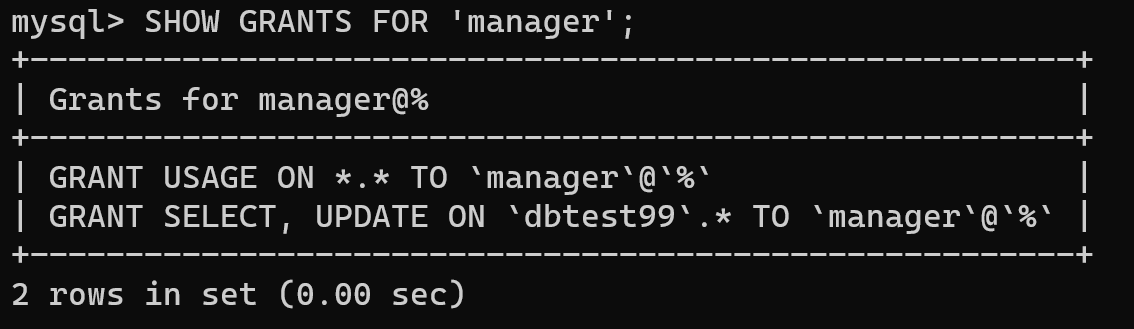 mysql> SHOW GRANTS FOR 'manager';
+------------------------------------------------------+
| Grants for manager@%                                 |
+------------------------------------------------------+
| GRANT USAGE ON *.* TO `manager`@`%`                  |
| GRANT SELECT, UPDATE ON `dbtest99`.* TO `manager`@`%` |
+------------------------------------------------------+
2 rows in set (0.00 sec)